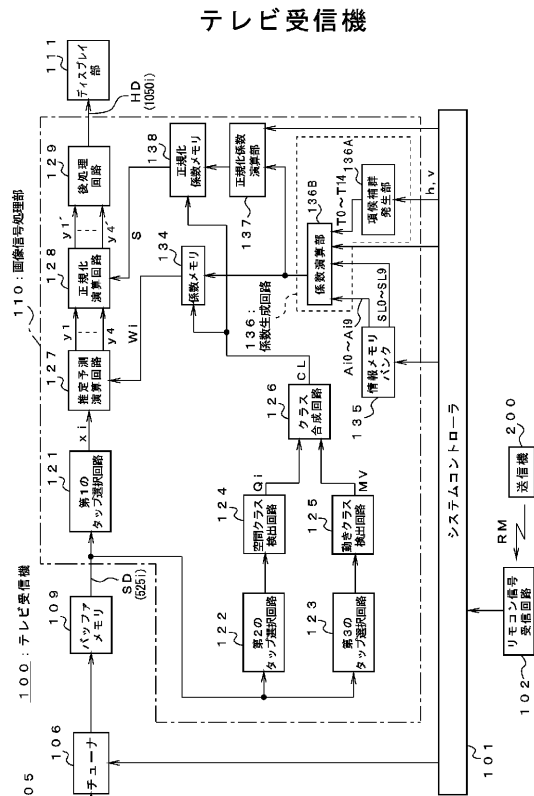 テレビ受信機
100：テレビ受信機
110：画像信号処理部
05
106
チューナ
109
バッファ
メモリ
SD
(525i)
121
第1の
タップ選択回路
xi
127
推定予測
演算回路
y1
y4
128
正規化
演算回路
y1´
y4´
129
後処理
回路
HD
(1050i)
111
ディスプレイ
部
122
第2の
タップ選択回路
124
空間クラス
検出回路
Qi
123
第3の
タップ選択回路
125
動きクラス
検出回路
MV
126
クラス
合成回路
CL
Wi
134
係数メモリ
S
138
正規化
係数メモリ
137
正規化係数
演算部
136：
係数生成回路
136B
係数演算部
T0～T14
136A
項候補群
発生部
Ai0～Ai9
SL0～SL9
135
情報メモリ
バンク
h,v
システムコントローラ
101
102
リモコン信号
受信回路
RM
200
送信機